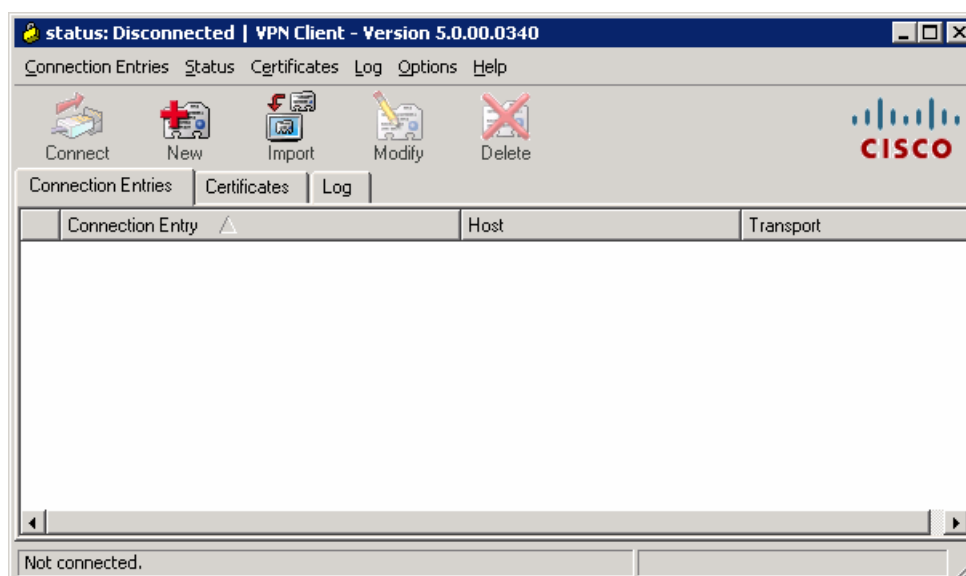 status: Disconnected | VPN Client - Version 5.0.00.0340
Connection Entries Status Certificates Log Options Help
Connect New Import Modify Delete
CISCO
Connection Entries Certificates Log
Connection Entry Host Transport
Not connected.